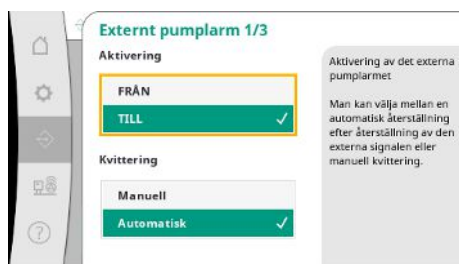 Externt pumplarm 1/3
Aktivering
FRÅN
TILL
Kvittering
Manuell
Automatisk
Aktivering av det externa
pumplarmet
Man kan välja mellan en
automatisk återställning
efter återställning av den
externa signalen eller
manuell kvittering.